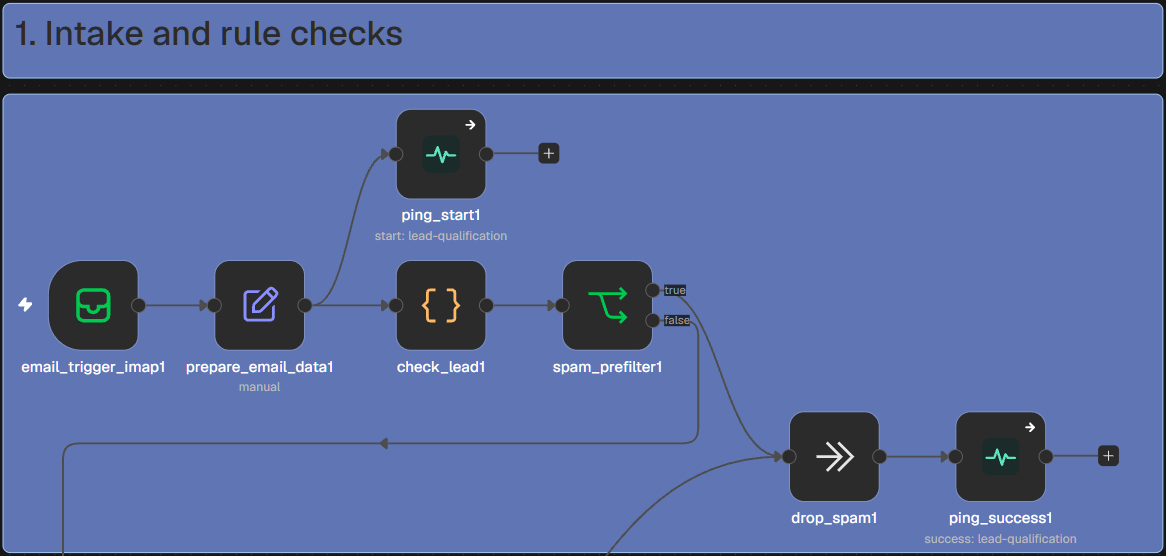 1. Intake and rule checks
ping_start1
start: lead-qualification
true
false
email_trigger_imap1
prepare_email_data1
manual
check_lead1
spam_prefilter1
drop_spam1
ping_success1
success: lead-qualification